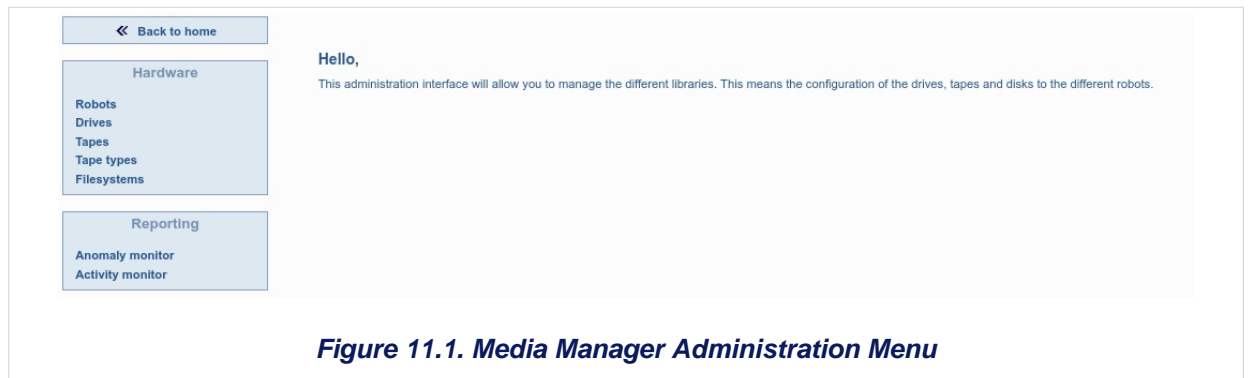 Back to home
Hardware
Robots
Drives
Tapes
Tape types
Filesystems
Reporting
Anomaly monitor
Activity monitor
Hello,
This administration interface will allow you to manage the different libraries. This means the configuration of the drives, tapes and disks to the different robots.
Figure 11.1. Media Manager Administration Menu